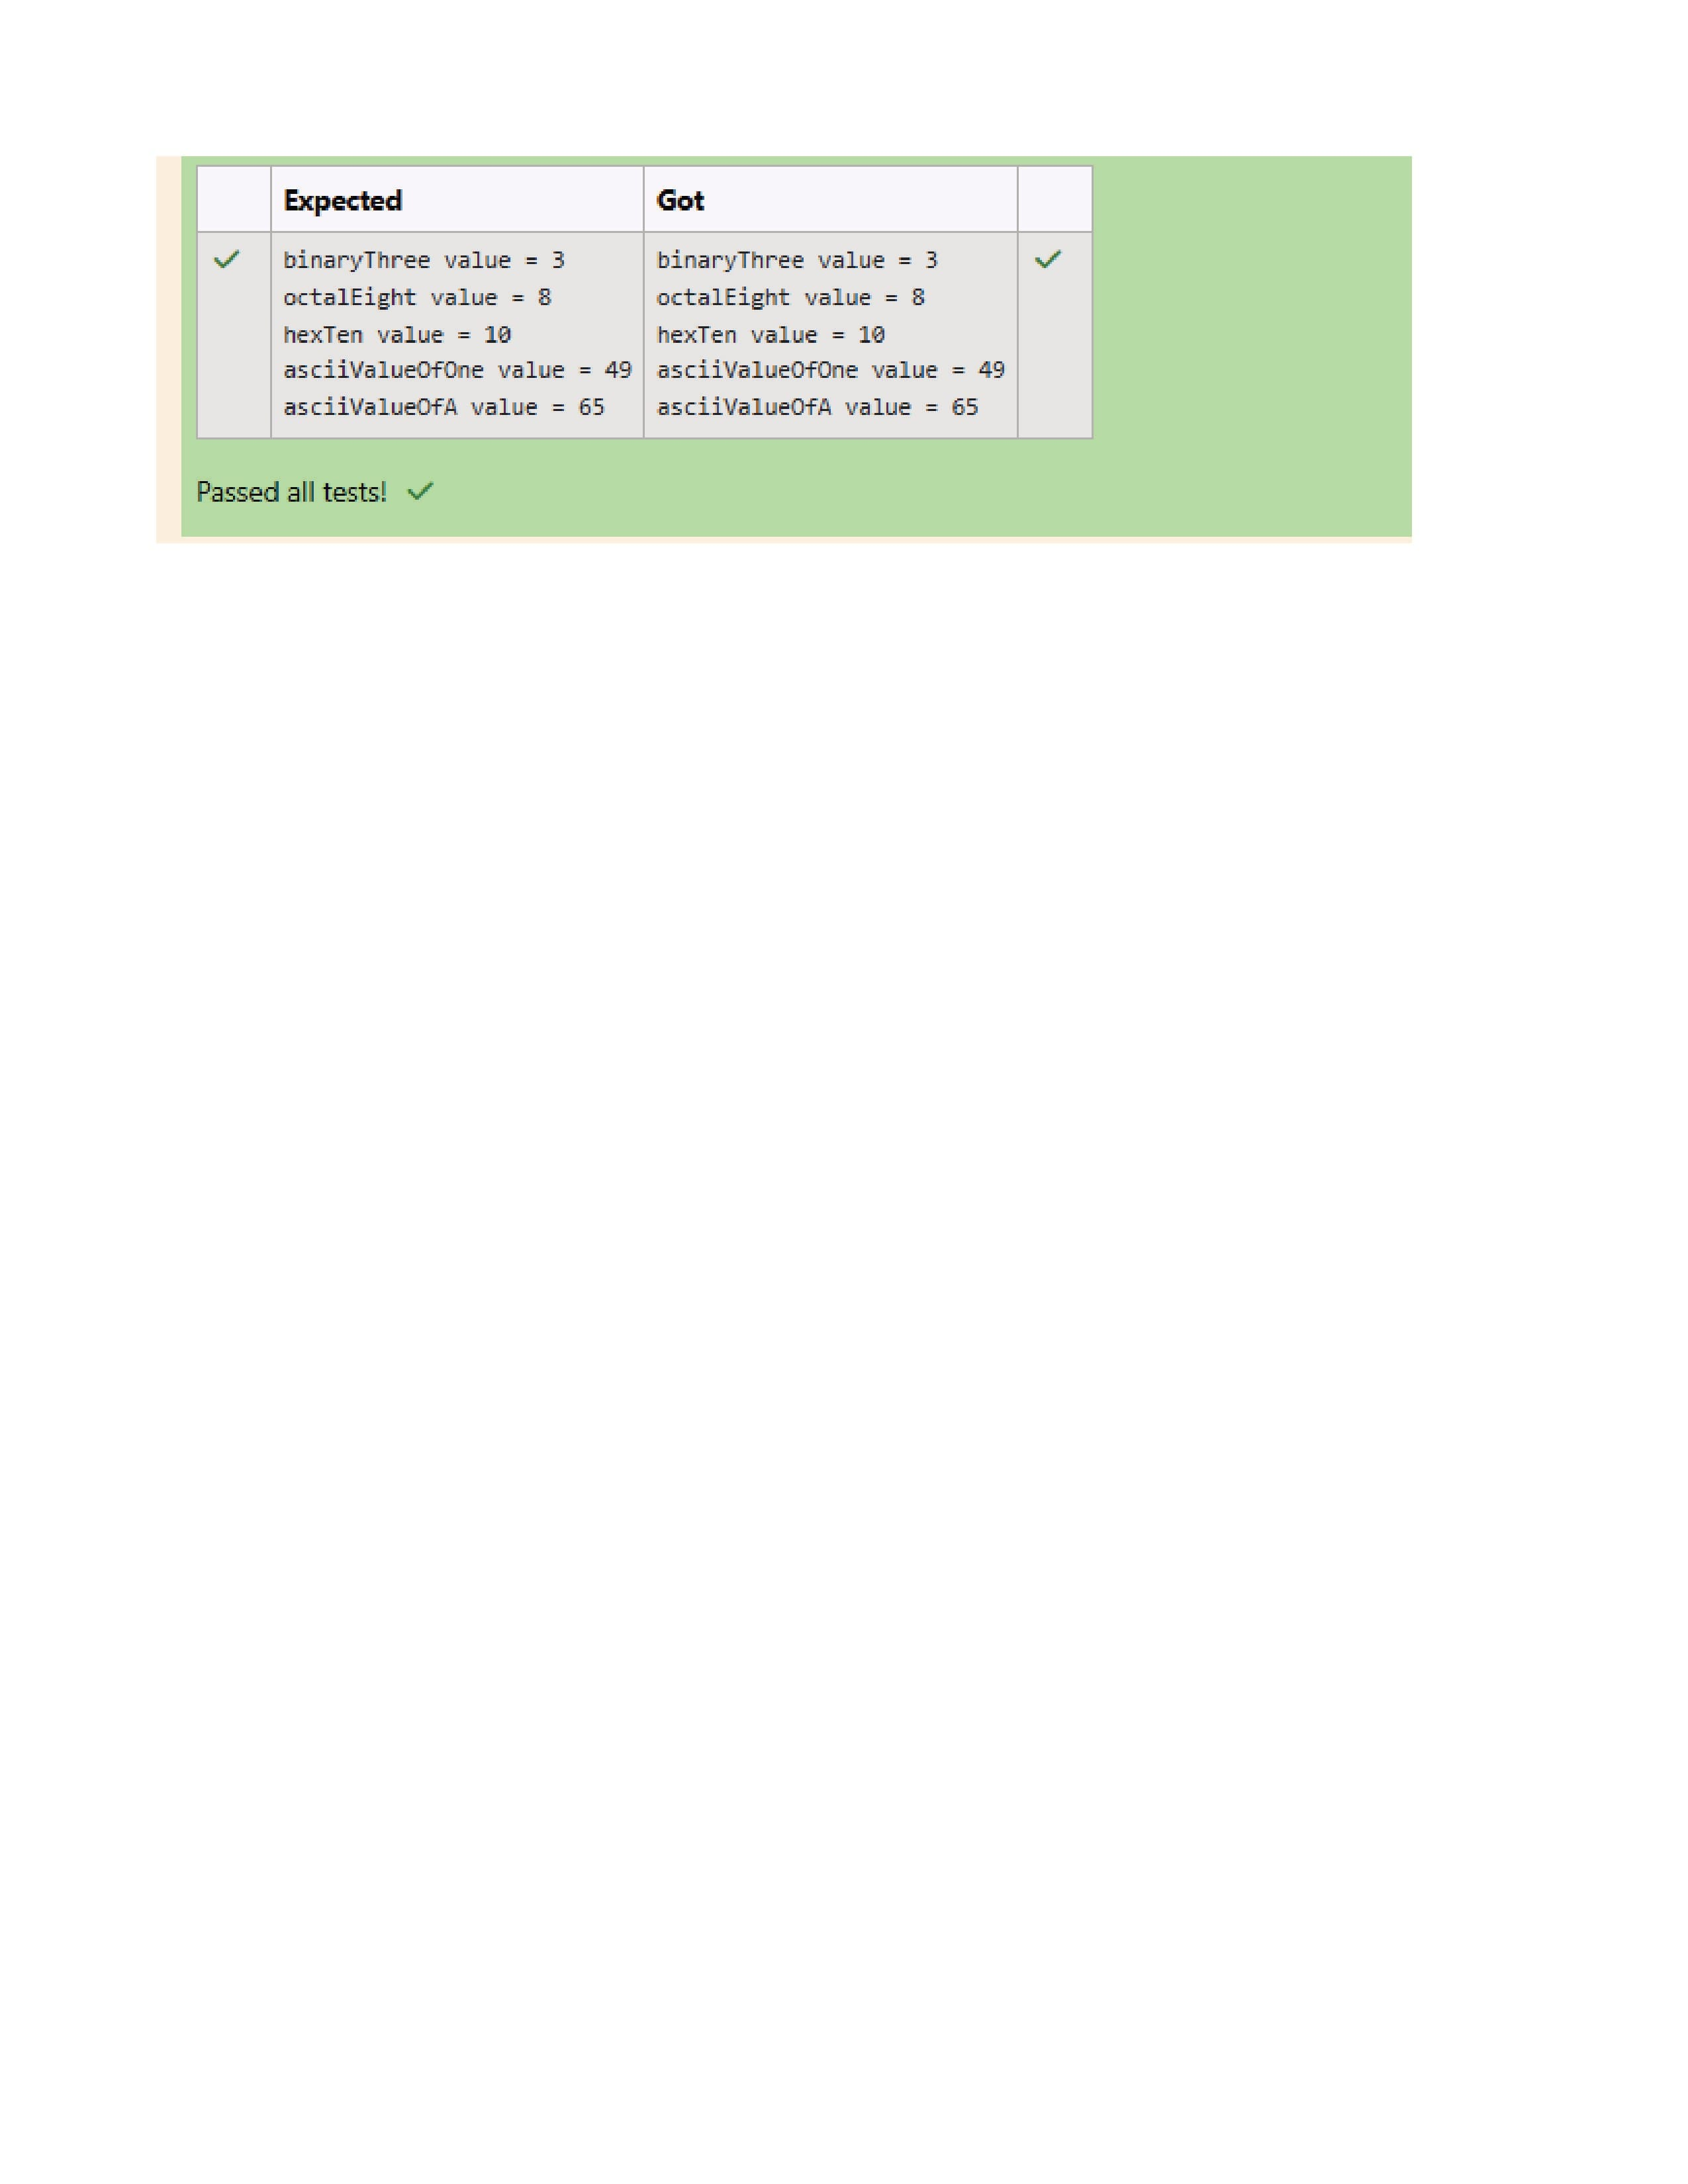 Expected Got
binaryThree value = 3 binaryThree value = 3
octalEight value = 8 octalEight value = 8
hexTen value = 10 hexTen value = 10
asciiValueOfOne value = 49 asciiValueOfOne value = 49
asciiValueOfA value = 65 asciiValueOfA value = 65
Passed all tests!